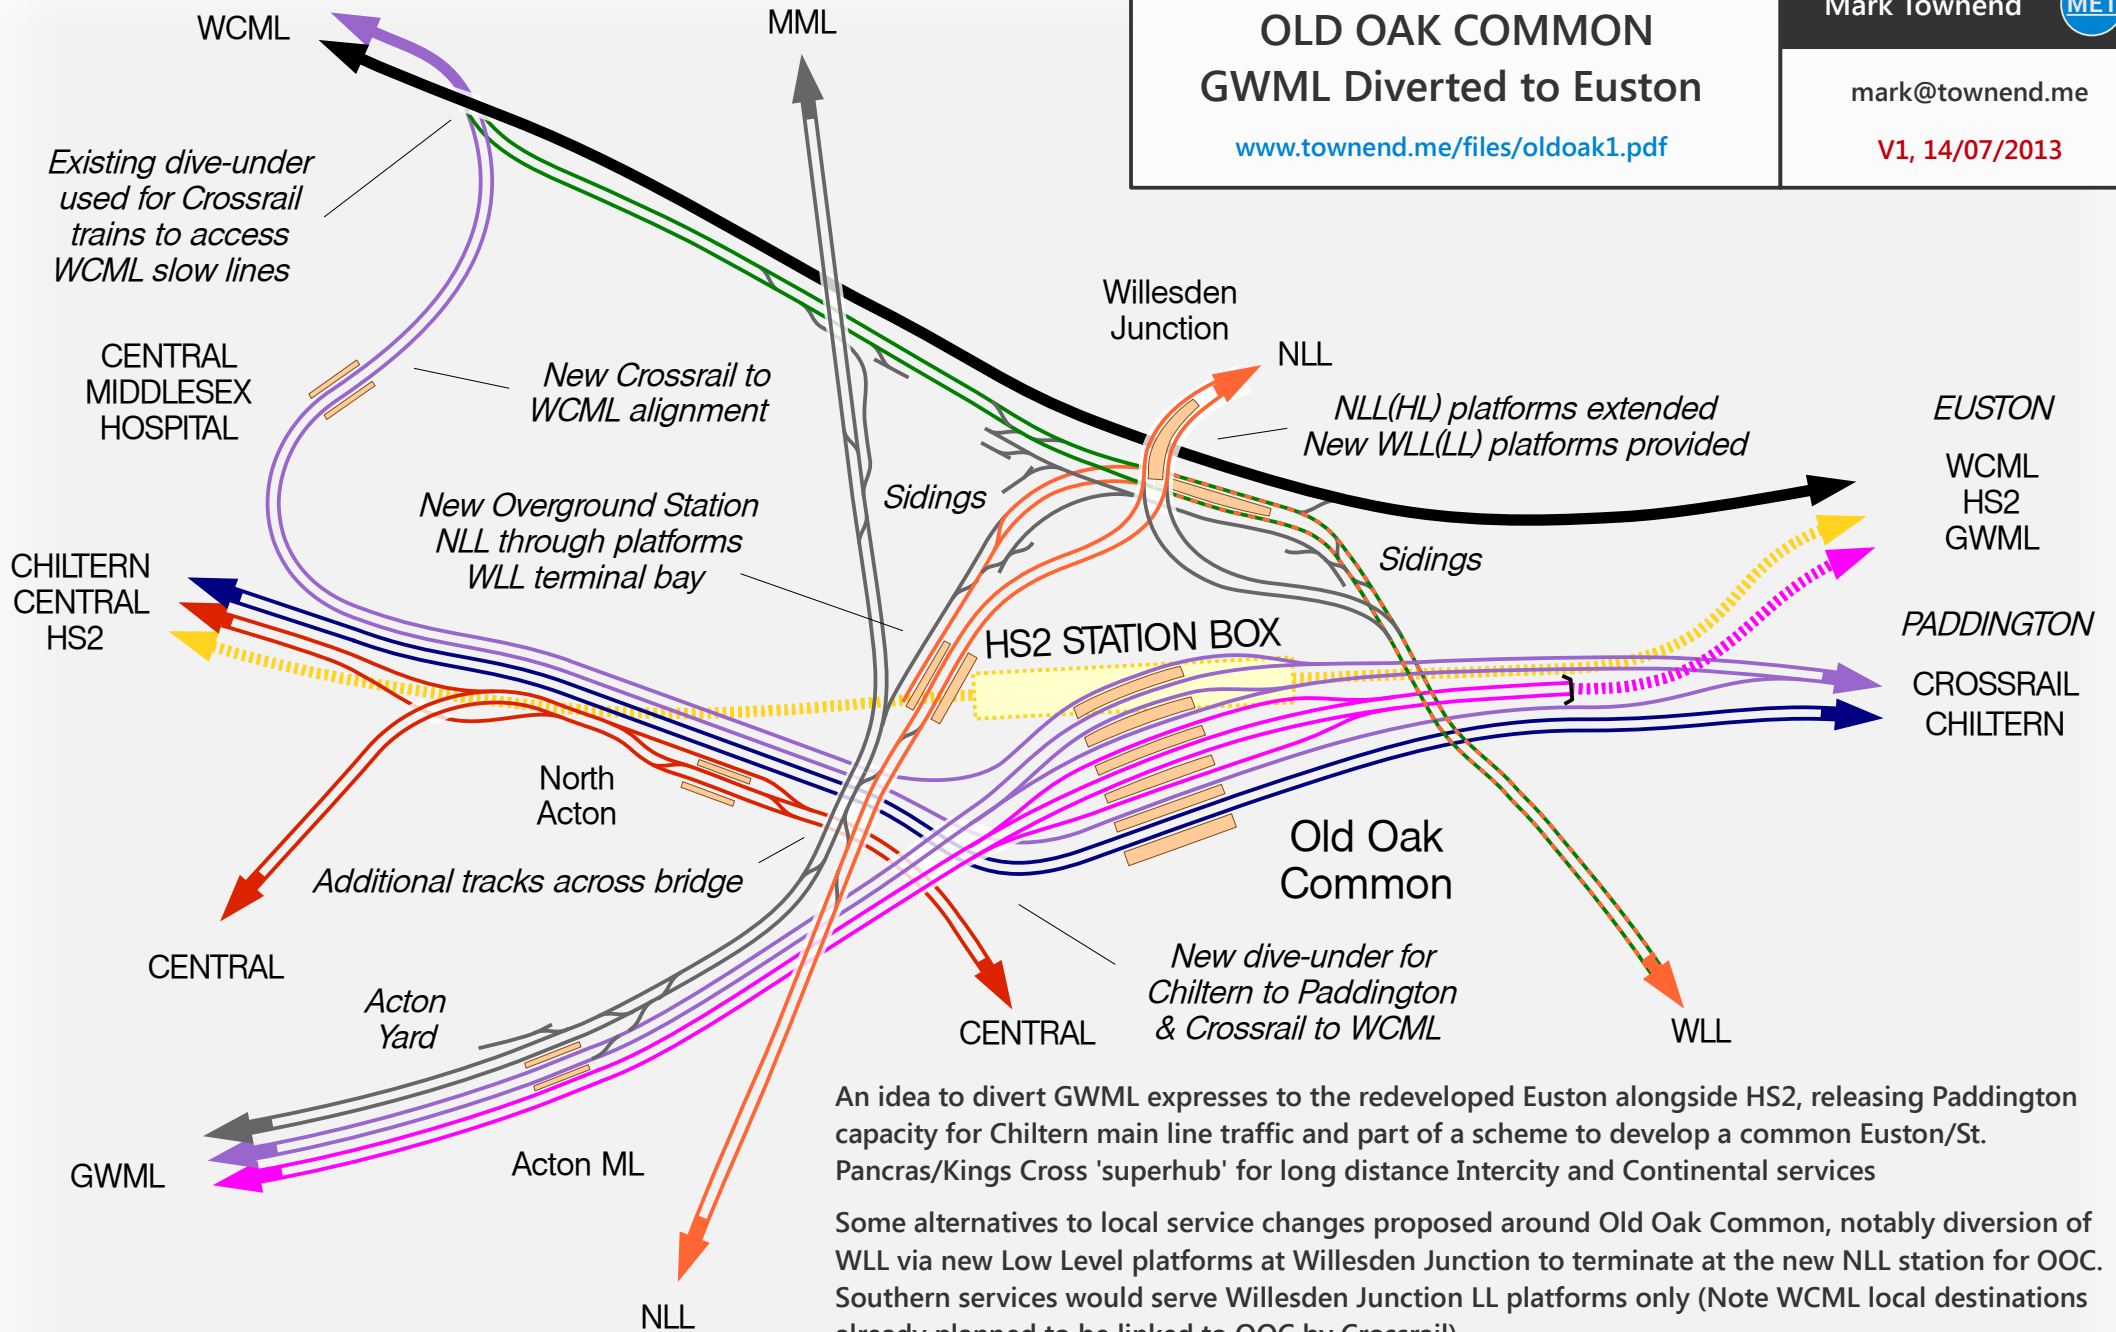 WCML
MML
OLD OAK COMMON
GWML Diverted to Euston
www.townend.me/files/oldoak1.pdf
Mark Townend
MET
mark@townend.me
V1, 14/07/2013
Existing dive-under
used for Crossrail
trains to access
WCML slow lines
Willesden
Junction
NLL
CENTRAL
MIDDLESEX
HOSPITAL
New Crossrail to
WCML alignment
NLL(HL) platforms extended
New WLL(LL) platforms provided
EUSTON
WCML
HS2
GWML
New Overground Station
NLL through platforms
WLL terminal bay
Sidings
Sidings
CHILTERN
CENTRAL
HS2
HS2 STATION BOX
PADDINGTON
CROSSRAIL
CHILTERN
North
Acton
Old Oak
Common
Additional tracks across bridge
CENTRAL
New dive-under for
Chiltern to Paddington
& Crossrail to WCML
Acton
Yard
CENTRAL
WLL
GWML
Acton ML
NLL
An idea to divert GWML expresses to the redeveloped Euston alongside HS2, releasing Paddington
capacity for Chiltern main line traffic and part of a scheme to develop a common Euston/St.
Pancras/Kings Cross 'superhub' for long distance Intercity and Continental services
Some alternatives to local service changes proposed around Old Oak Common, notably diversion of
WLL via new Low Level platforms at Willesden Junction to terminate at the new NLL station for OOC.
Southern services would serve Willesden Junction LL platforms only (Note WCML local destinations
already planned to be linked to OOC by Crossrail)